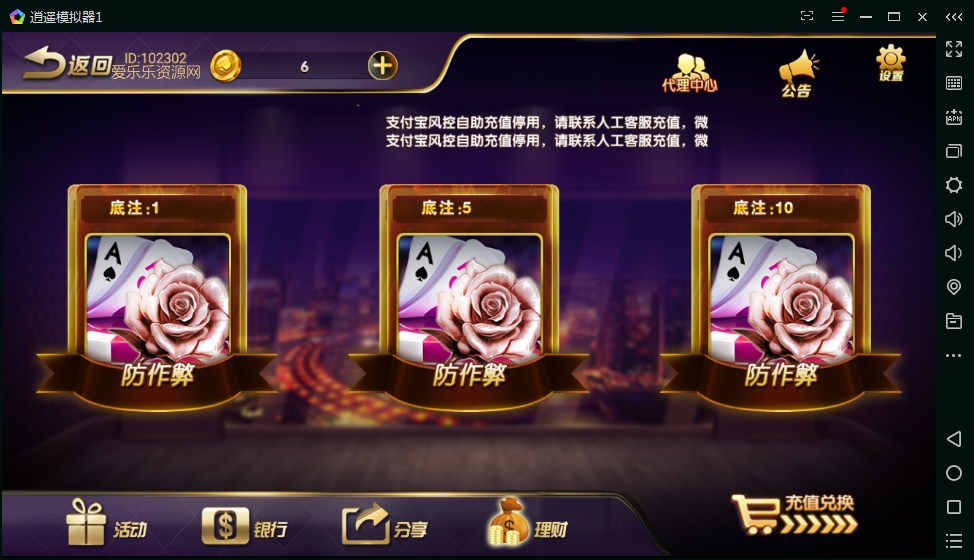 逍遥模拟器1
返回
ID:102302
爱乐乐资源网
6
代理中心
公告
设置
支付宝风控自助充值停用，请联系人工客服充值，微
支付宝风控自助充值停用，请联系人工客服充值，微
底注:1
底注:5
底注:10
A
A
A
防作弊
防作弊
防作弊
活动
银行
分享
理财
充值兑换
APK